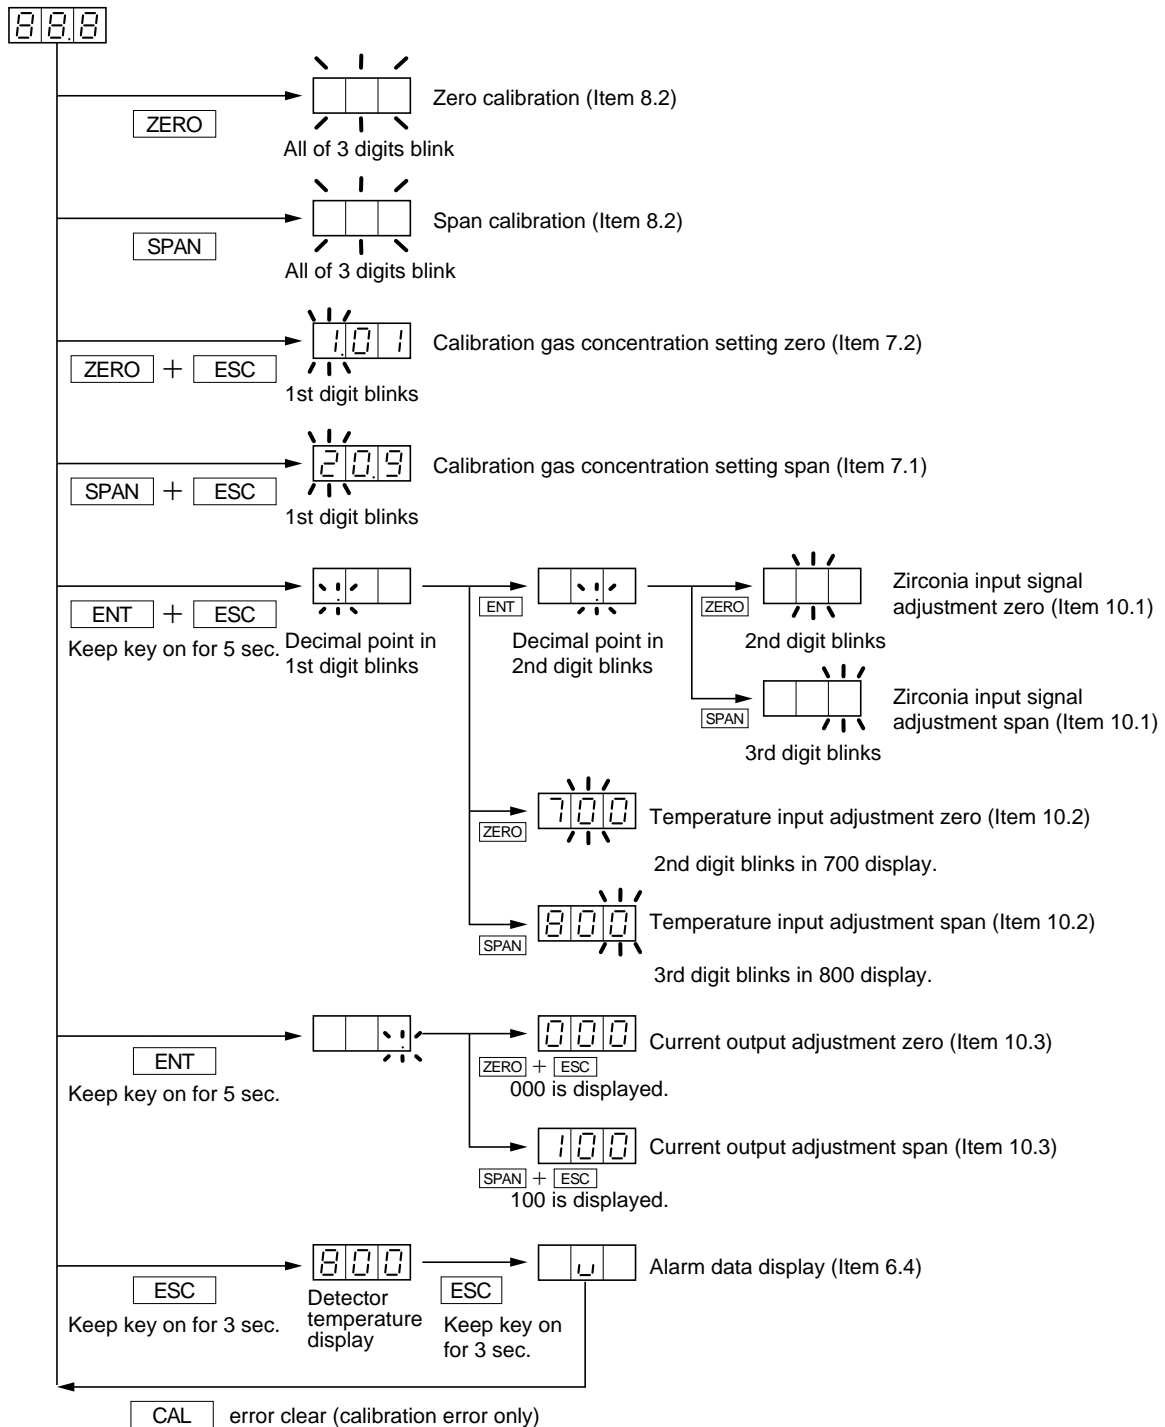 88.8
Zero calibration (Item 8.2)
ZERO
All of 3 digits blink
Span calibration (Item 8.2)
SPAN
All of 3 digits blink
1.01
Calibration gas concentration setting zero (Item 7.2)
ZERO + ESC
1st digit blinks
20.9
Calibration gas concentration setting span (Item 7.1)
SPAN + ESC
1st digit blinks
ENT + ESC
Keep key on for 5 sec.
Decimal point in
1st digit blinks
ENT
Decimal point in
2nd digit blinks
ZERO
2nd digit blinks
Zirconia input signal
adjustment zero (Item 10.1)
SPAN
3rd digit blinks
Zirconia input signal
adjustment span (Item 10.1)
ZERO
700
Temperature input adjustment zero (Item 10.2)
2nd digit blinks in 700 display.
SPAN
800
Temperature input adjustment span (Item 10.2)
3rd digit blinks in 800 display.
ENT
Keep key on for 5 sec.
000
Current output adjustment zero (Item 10.3)
ZERO + ESC
000 is displayed.
100
Current output adjustment span (Item 10.3)
SPAN + ESC
100 is displayed.
ESC
Keep key on for 3 sec.
800
Detector
temperature
display
ESC
Keep key on
for 3 sec.
u
Alarm data display (Item 6.4)
CAL error clear (calibration error only)